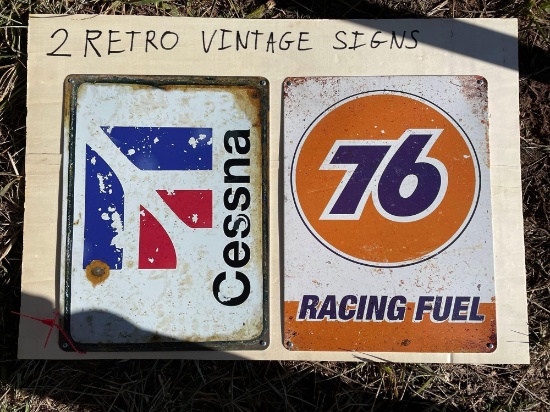 2 RETRO VINTAGE SIGNS
Cessna
76
RACING FUEL